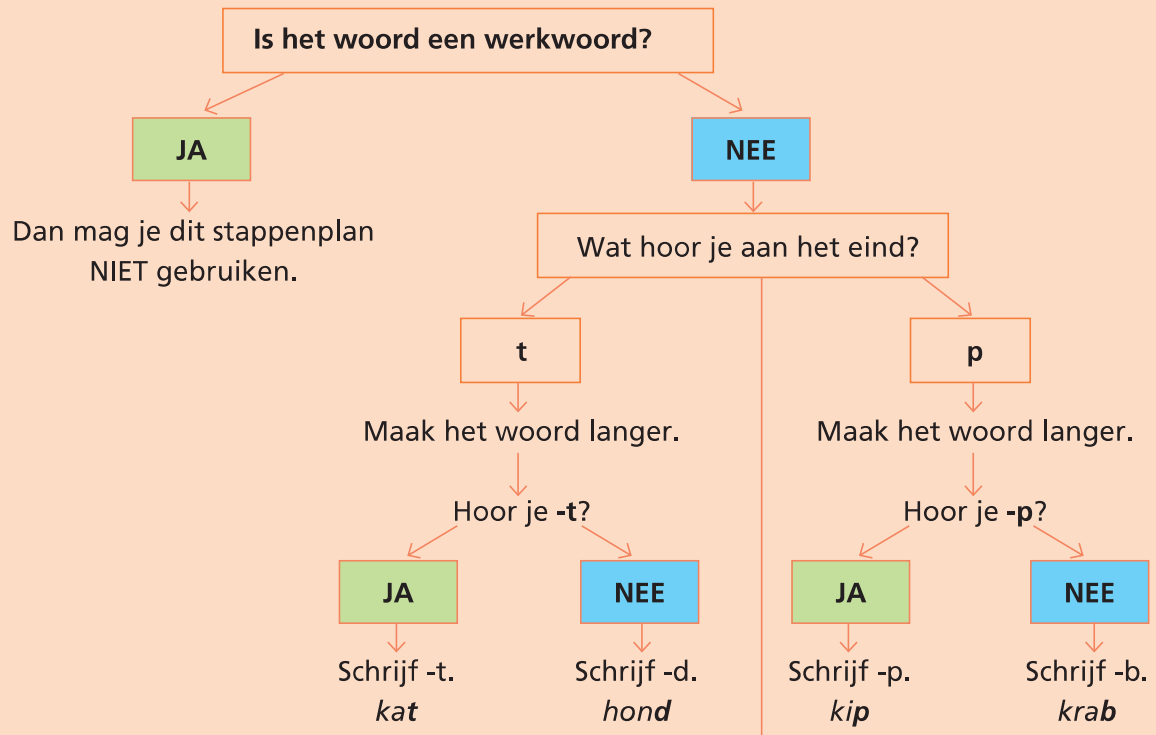 Is het woord een werkwoord?
JA
NEE
Dan mag je dit stappenplan
NIET gebruiken.
Wat hoor je aan het eind?
t
p
Maak het woord langer.
Maak het woord langer.
Hoor je -t?
Hoor je -p?
JA
NEE
JA
NEE
Schrijf -t.
kat
Schrijf -d.
hond
Schrijf -p.
kip
Schrijf -b.
krab